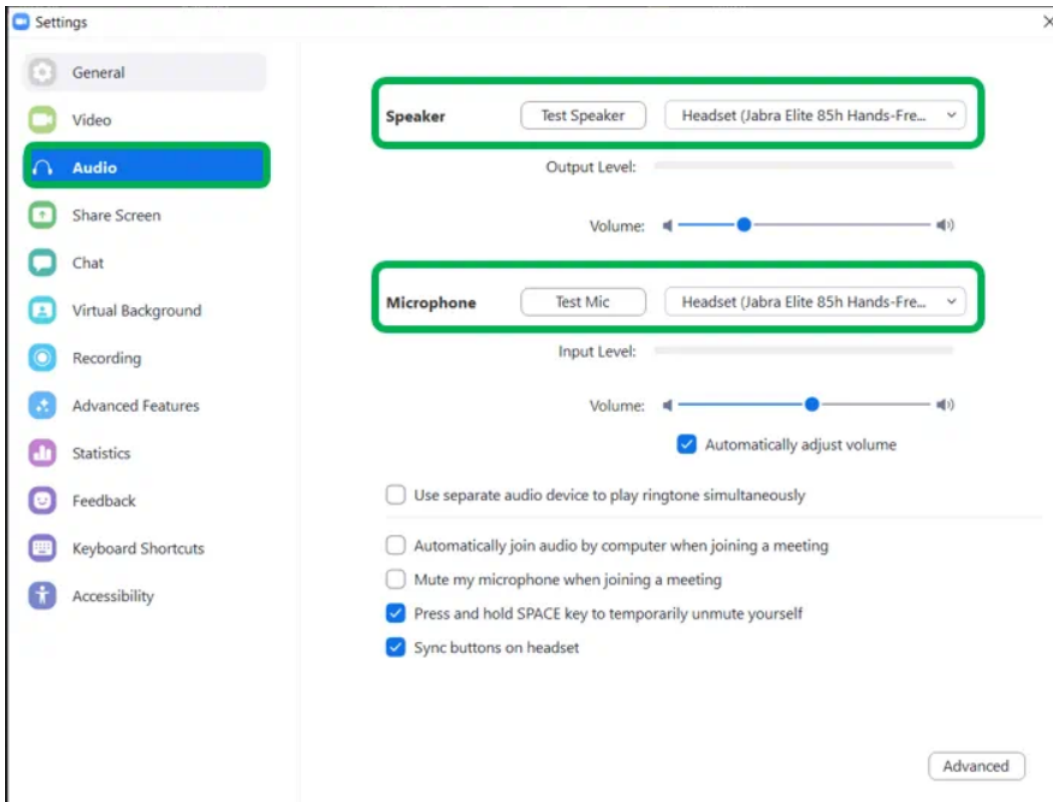 Settings
General
Video
Audio
Share Screen
Chat
Virtual Background
Recording
Advanced Features
Statistics
Feedback
Keyboard Shortcuts
Accessibility
Speaker Test Speaker Headset (Jabra Elite 85h Hands-Fre...
Output Level:
Volume:
Microphone Test Mic Headset (Jabra Elite 85h Hands-Fre...
Input Level:
Volume:
Automatically adjust volume
Use separate audio device to play ringtone simultaneously
Automatically join audio by computer when joining a meeting
Mute my microphone when joining a meeting
Press and hold SPACE key to temporarily unmute yourself
Sync buttons on headset
Advanced